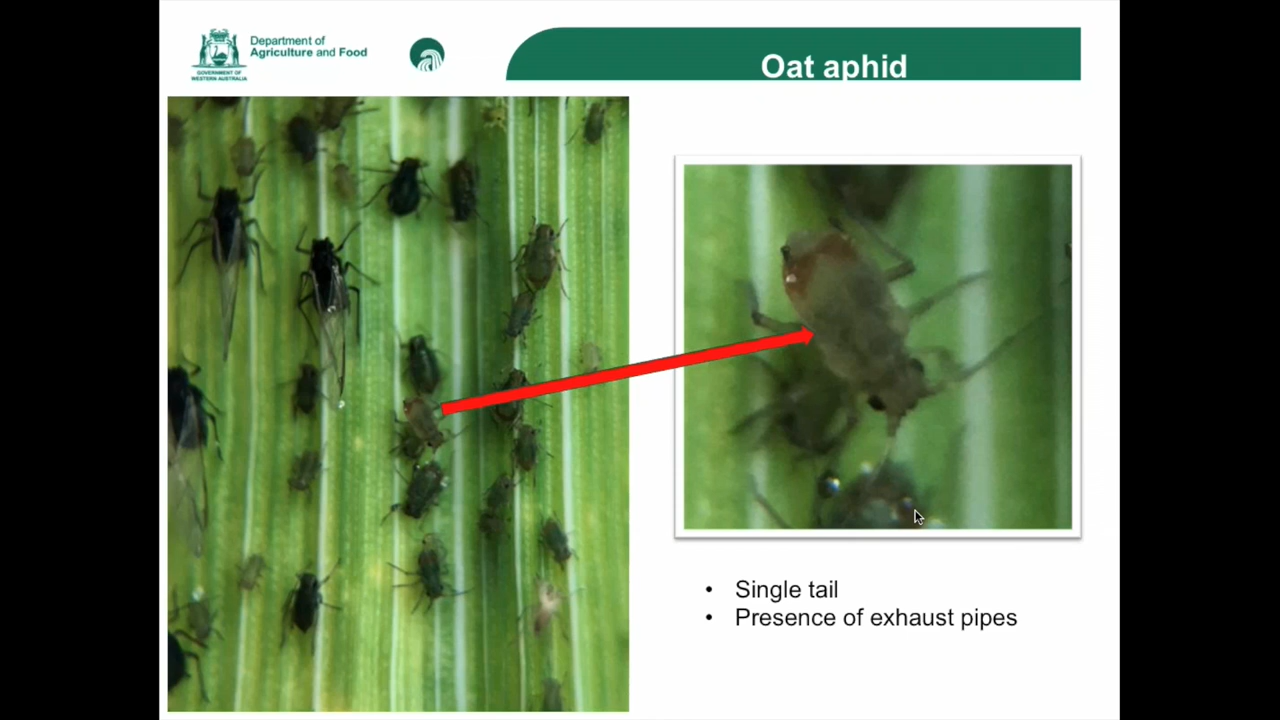 Department of
Agriculture and Food
GOVERNMENT OF
WESTERN AUSTRALIA
Oat aphid
• Single tail
• Presence of exhaust pipes